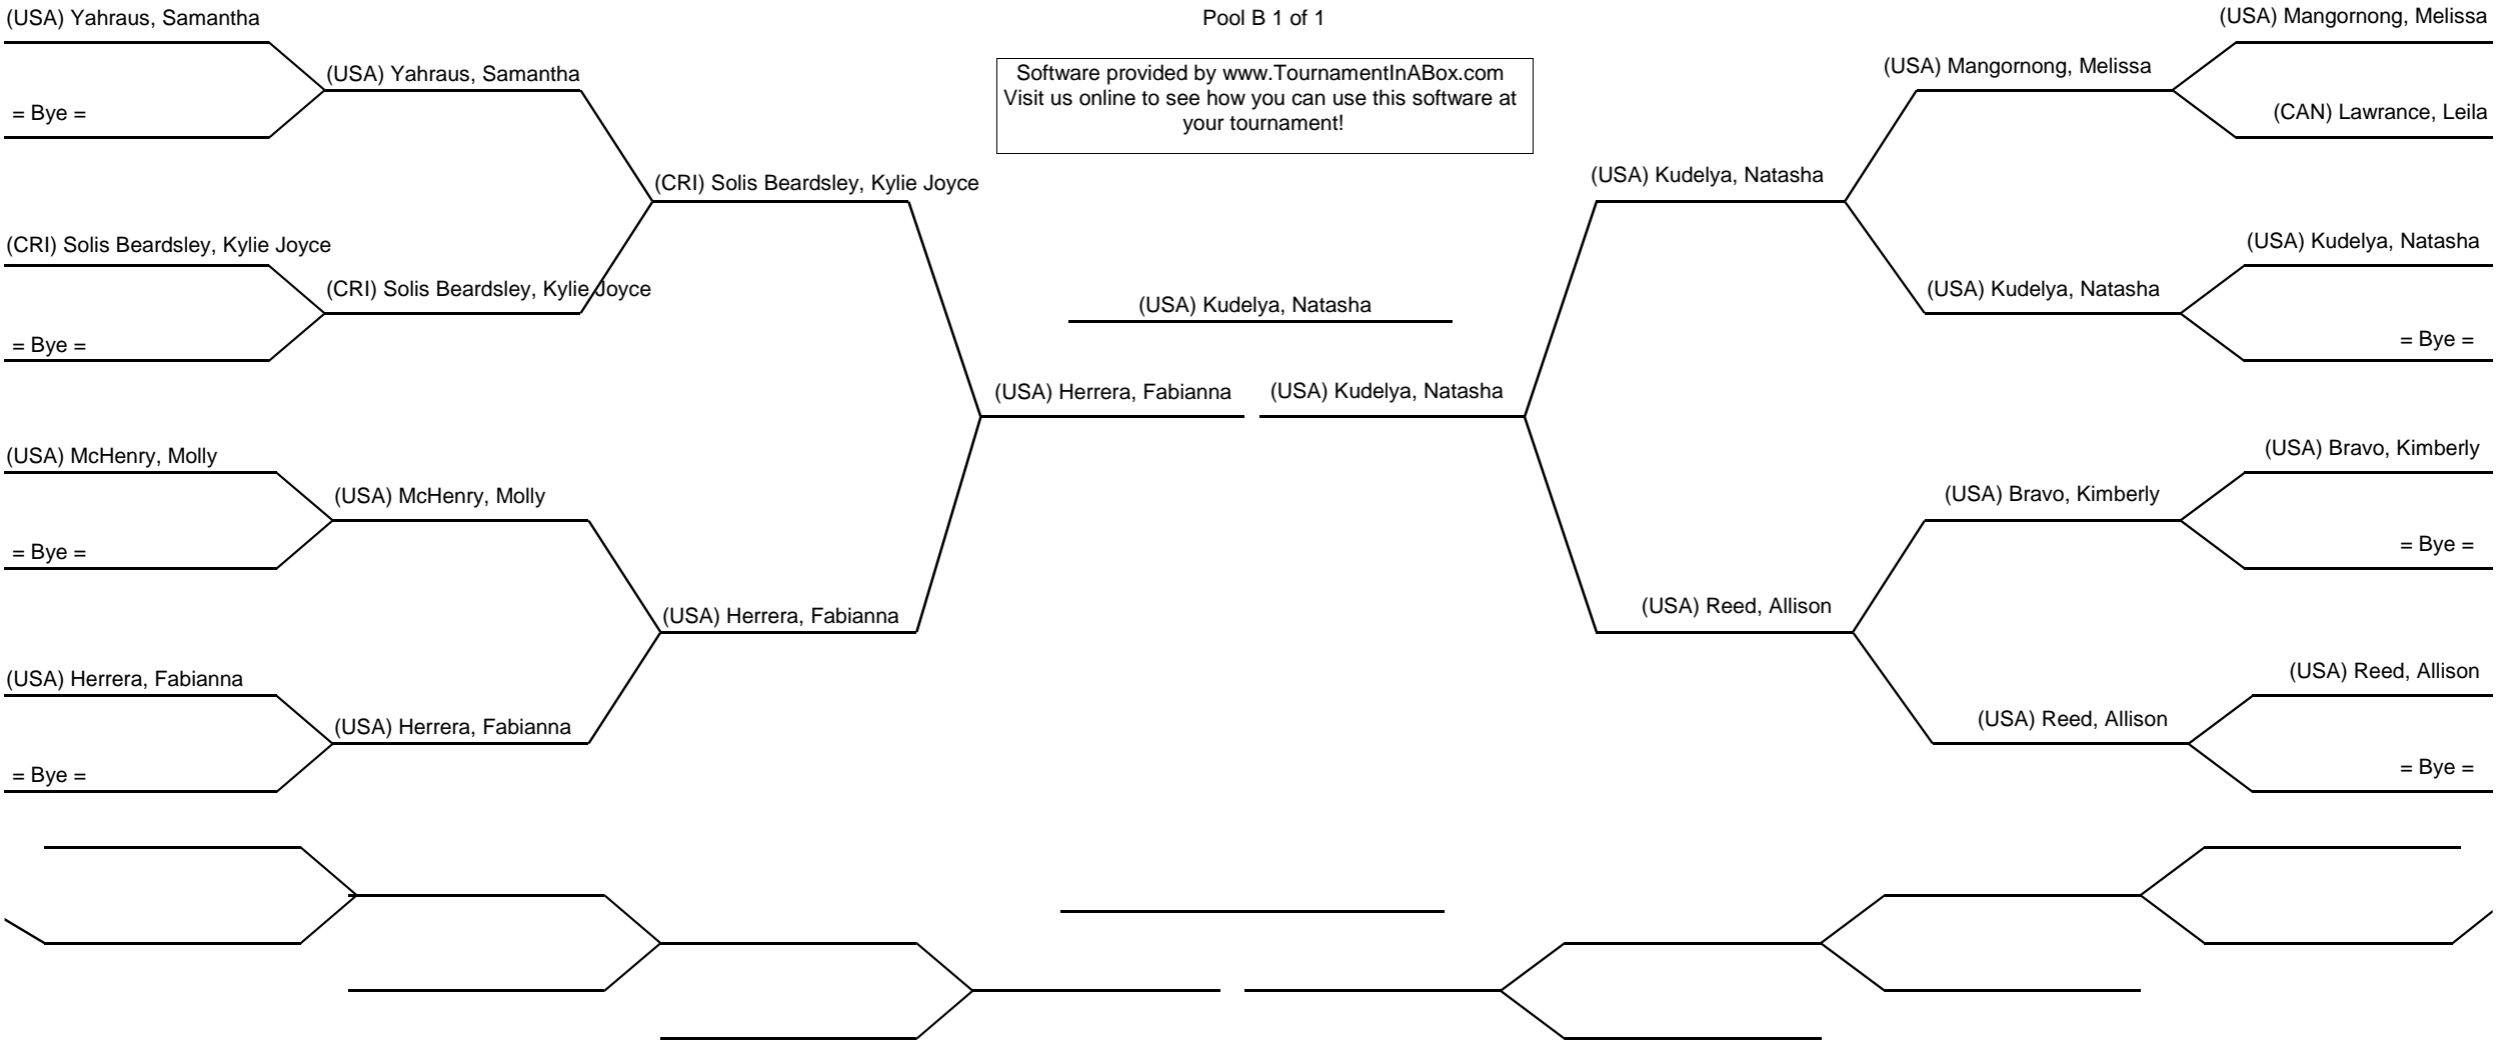 Pool B 1 of 1
Software provided by www.TournamentInABox.com
Visit us online to see how you can use this software at
your tournament!
(USA) Yahraus, Samantha
= Bye =
(CRI) Solis Beardsley, Kylie Joyce
= Bye =
(USA) McHenry, Molly
= Bye =
(USA) Herrera, Fabianna
= Bye =
(USA) Yahraus, Samantha
(CRI) Solis Beardsley, Kylie Joyce
(USA) McHenry, Molly
(USA) Herrera, Fabianna
(CRI) Solis Beardsley, Kylie Joyce
(USA) Herrera, Fabianna
(USA) Kudelya, Natasha
(USA) Herrera, Fabianna
(USA) Kudelya, Natasha
(USA) Kudelya, Natasha
(USA) Reed, Allison
(USA) Mangornong, Melissa
(USA) Kudelya, Natasha
(USA) Bravo, Kimberly
(USA) Reed, Allison
(USA) Mangornong, Melissa
(CAN) Lawrance, Leila
(USA) Kudelya, Natasha
= Bye =
(USA) Bravo, Kimberly
= Bye =
(USA) Reed, Allison
= Bye =